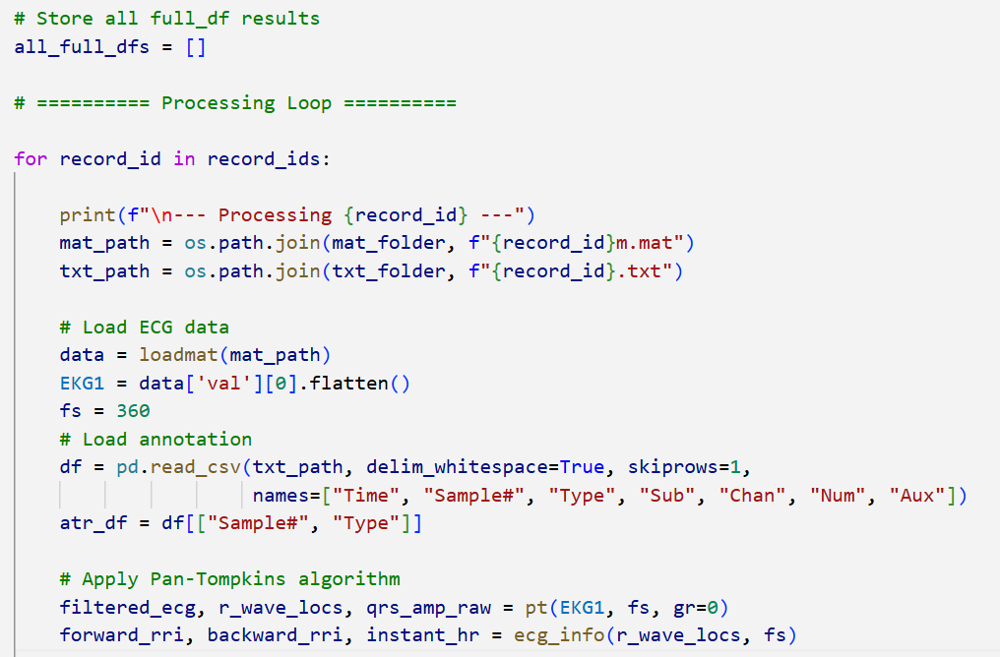 # Store all full_df results
all_full_dfs = []
# ========== Processing Loop ==========
for record_id in record_ids:
print(f"\n--- Processing {record_id} ---")
mat_path = os.path.join(mat_folder, f"{record_id}m.mat")
txt_path = os.path.join(txt_folder, f"{record_id}.txt")
# Load ECG data
data = loadmat(mat_path)
EKG1 = data['val'][0].flatten()
fs = 360
# Load annotation
df = pd.read_csv(txt_path, delim_whitespace=True, skiprows=1,
names=["Time", "Sample#", "Type", "Sub", "Chan", "Num", "Aux"])
atr_df = df[["Sample#", "Type"]]
# Apply Pan-Tompkins algorithm
filtered_ecg, r_wave_locs, qrs_amp_raw = pt(EKG1, fs, gr=0)
forward_rri, backward_rri, instant_hr = ecg_info(r_wave_locs, fs)